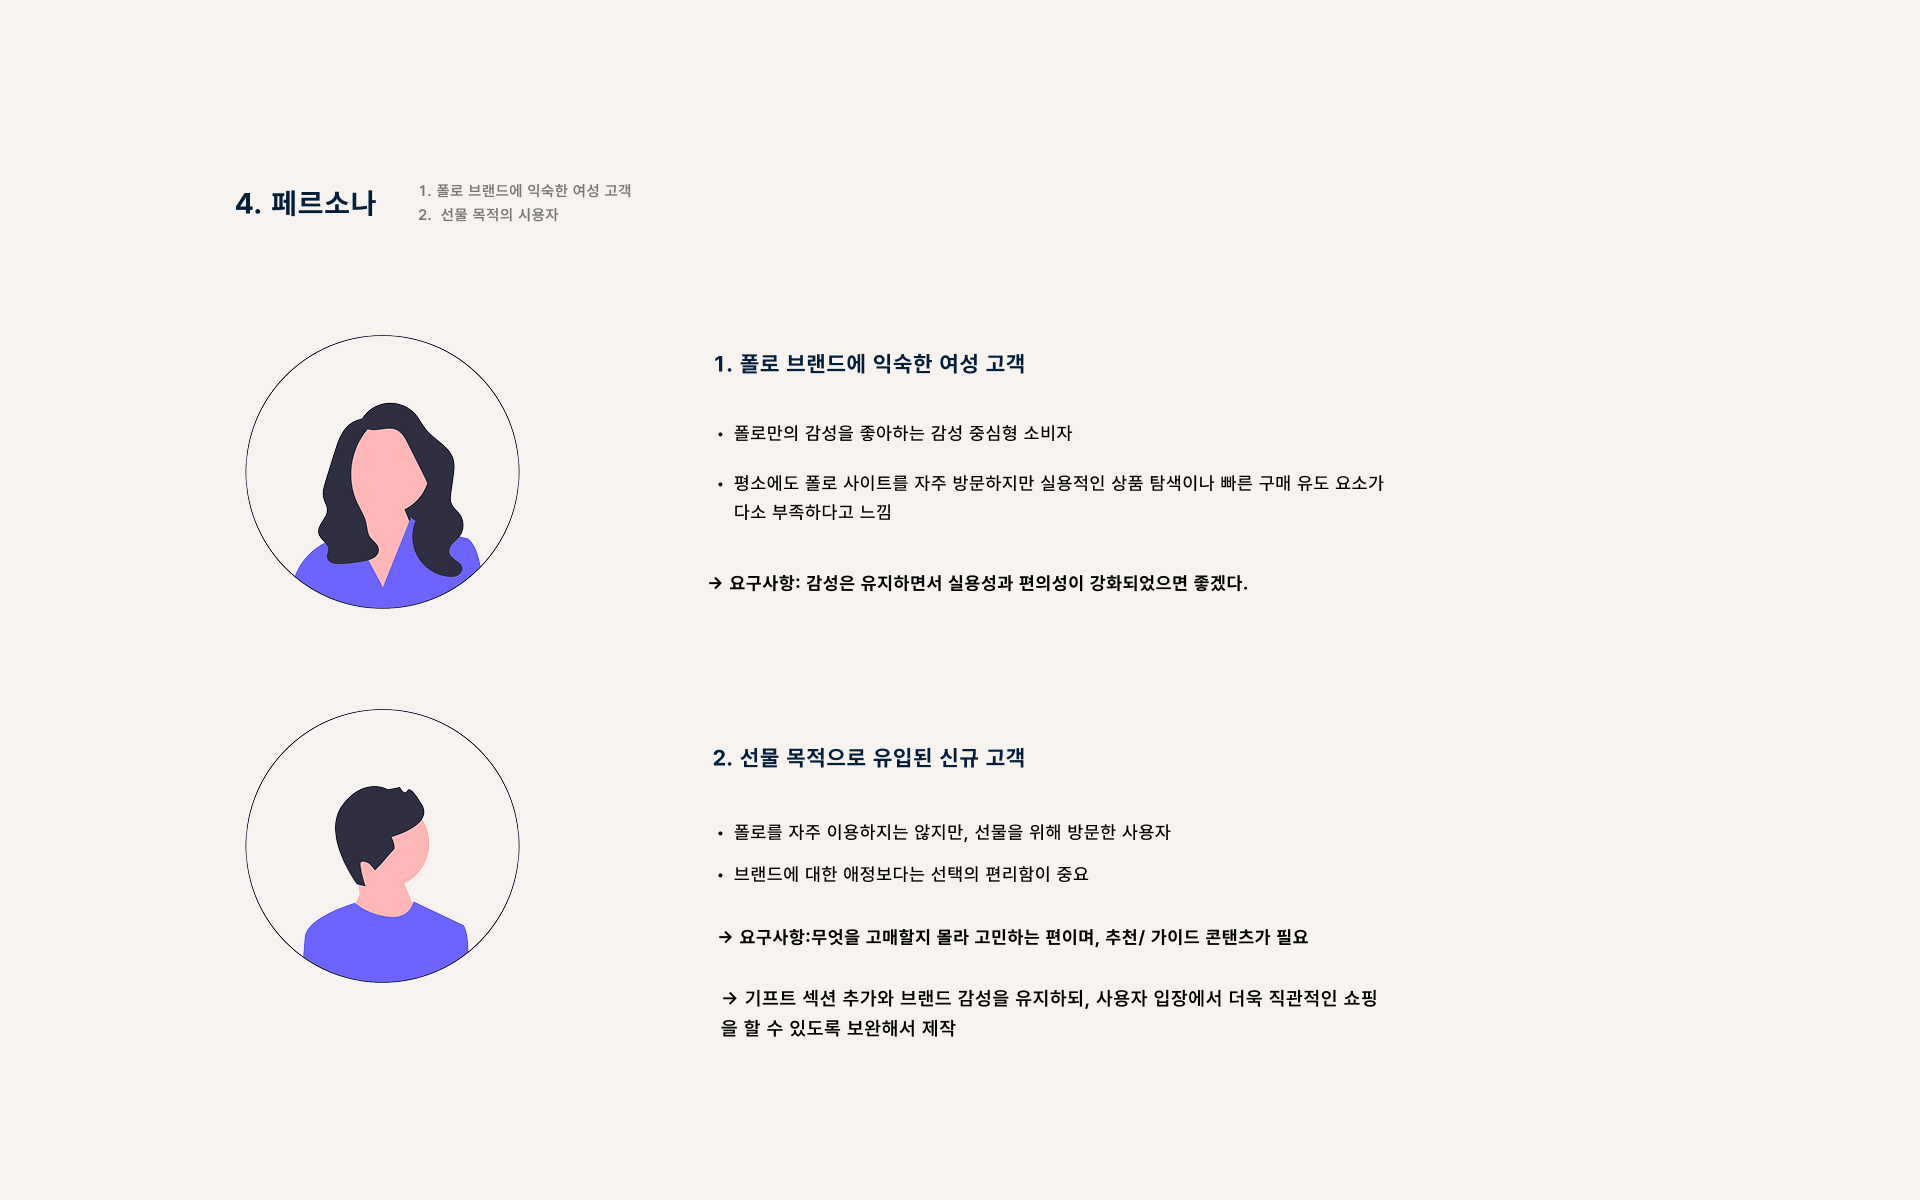 4. 페르소나
1. 폴로 브랜드에 익숙한 여성 고객
2. 선물 목적의 시용자
1. 폴로 브랜드에 익숙한 여성 고객
• 폴로만의 감성을 좋아하는 감성 중심형 소비자
• 평소에도 폴로 사이트를 자주 방문하지만 실용적인 상품 탐색이나 빠른 구매 유도 요소가
다소 부족하다고 느낌
→ 요구사항: 감성은 유지하면서 실용성과 편의성이 강화되었으면 좋겠다.
2. 선물 목적으로 유입된 신규 고객
• 폴로를 자주 이용하지는 않지만, 선물을 위해 방문한 사용자
• 브랜드에 대한 애정보다는 선택의 편리함이 중요
→ 요구사항:무엇을 고매할지 몰라 고민하는 편이며, 추천/ 가이드 콘탠츠가 필요
→ 기프트 섹션 추가와 브랜드 감성을 유지하되, 사용자 입장에서 더욱 직관적인 쇼핑
을 할 수 있도록 보완해서 제작